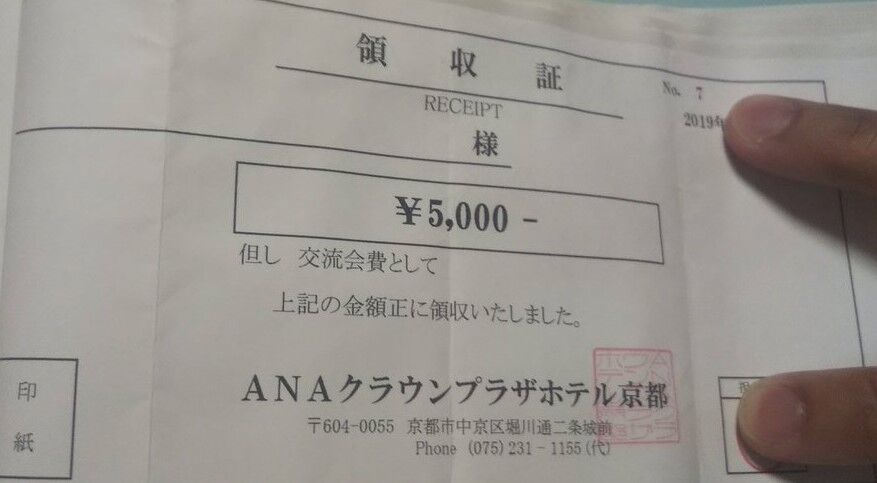 領収証
No. 7
RECEIPT
2019年
様
¥5,000-
但し 交流会費として
上記の金額正に領収いたしました。
印
紙
ANAクラウンプラザホテル京都
〒604-0055 京都市中京区堀川通二条城前
Phone (075)231-1155(代)